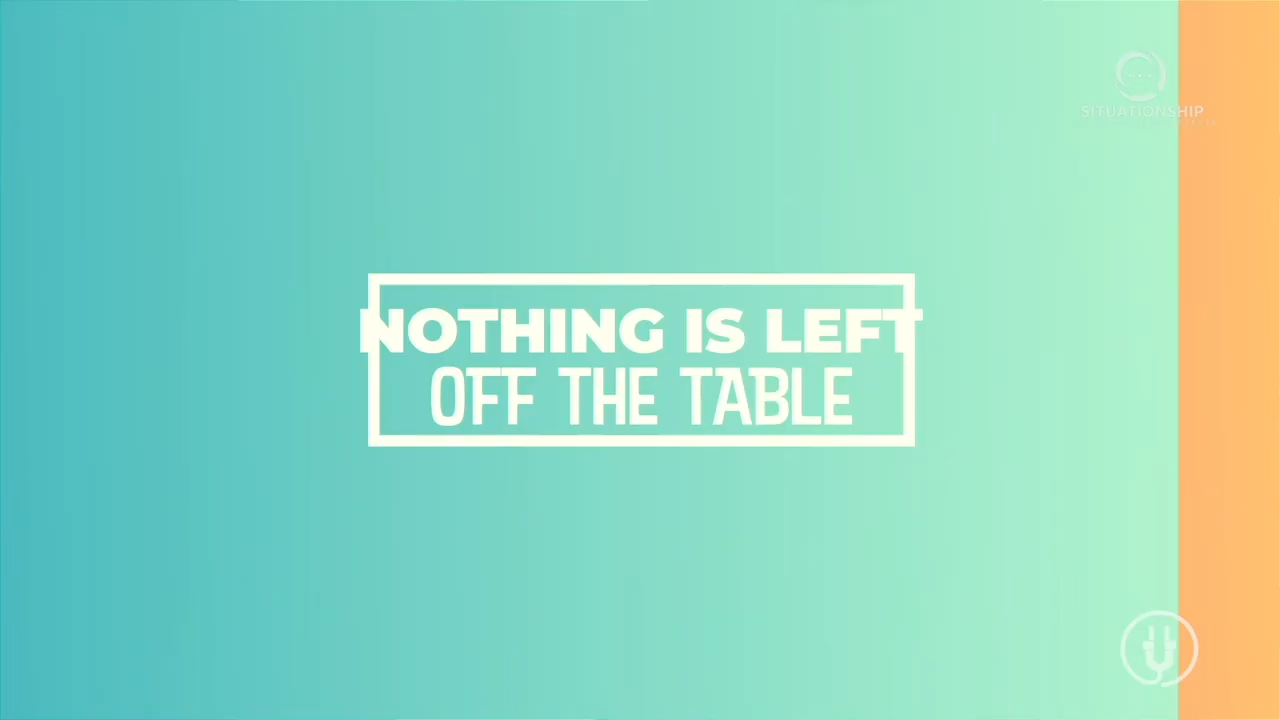 SITUATIONSHIP
NOTHING IS LEFT
OFF THE TABLE